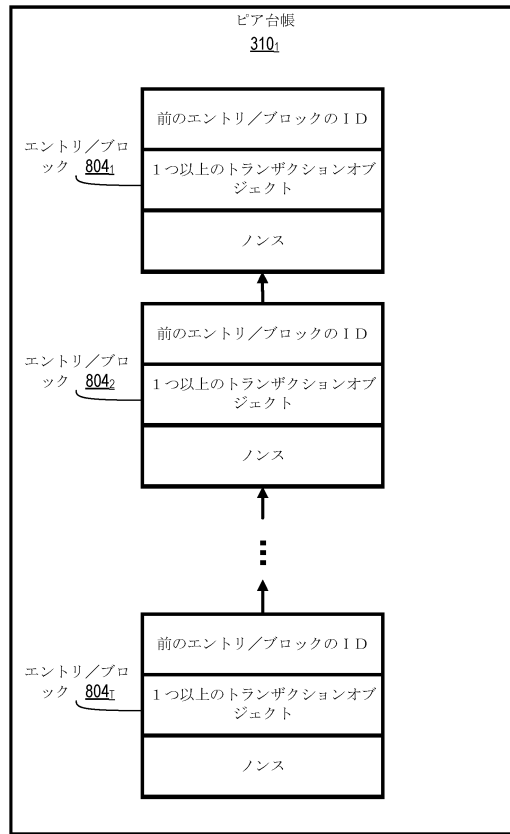 ピア台帳
310₁
前のエントリ／ブロックのＩＤ
エントリ／ブロ
ック 804₁
１つ以上のトランザクションオブ
ジェクト
ノンス
前のエントリ／ブロックのＩＤ
エントリ／ブロ
ック 804₂
１つ以上のトランザクションオブ
ジェクト
ノンス
前のエントリ／ブロックのＩＤ
エントリ／ブロ
ック 804T
１つ以上のトランザクションオブ
ジェクト
ノンス